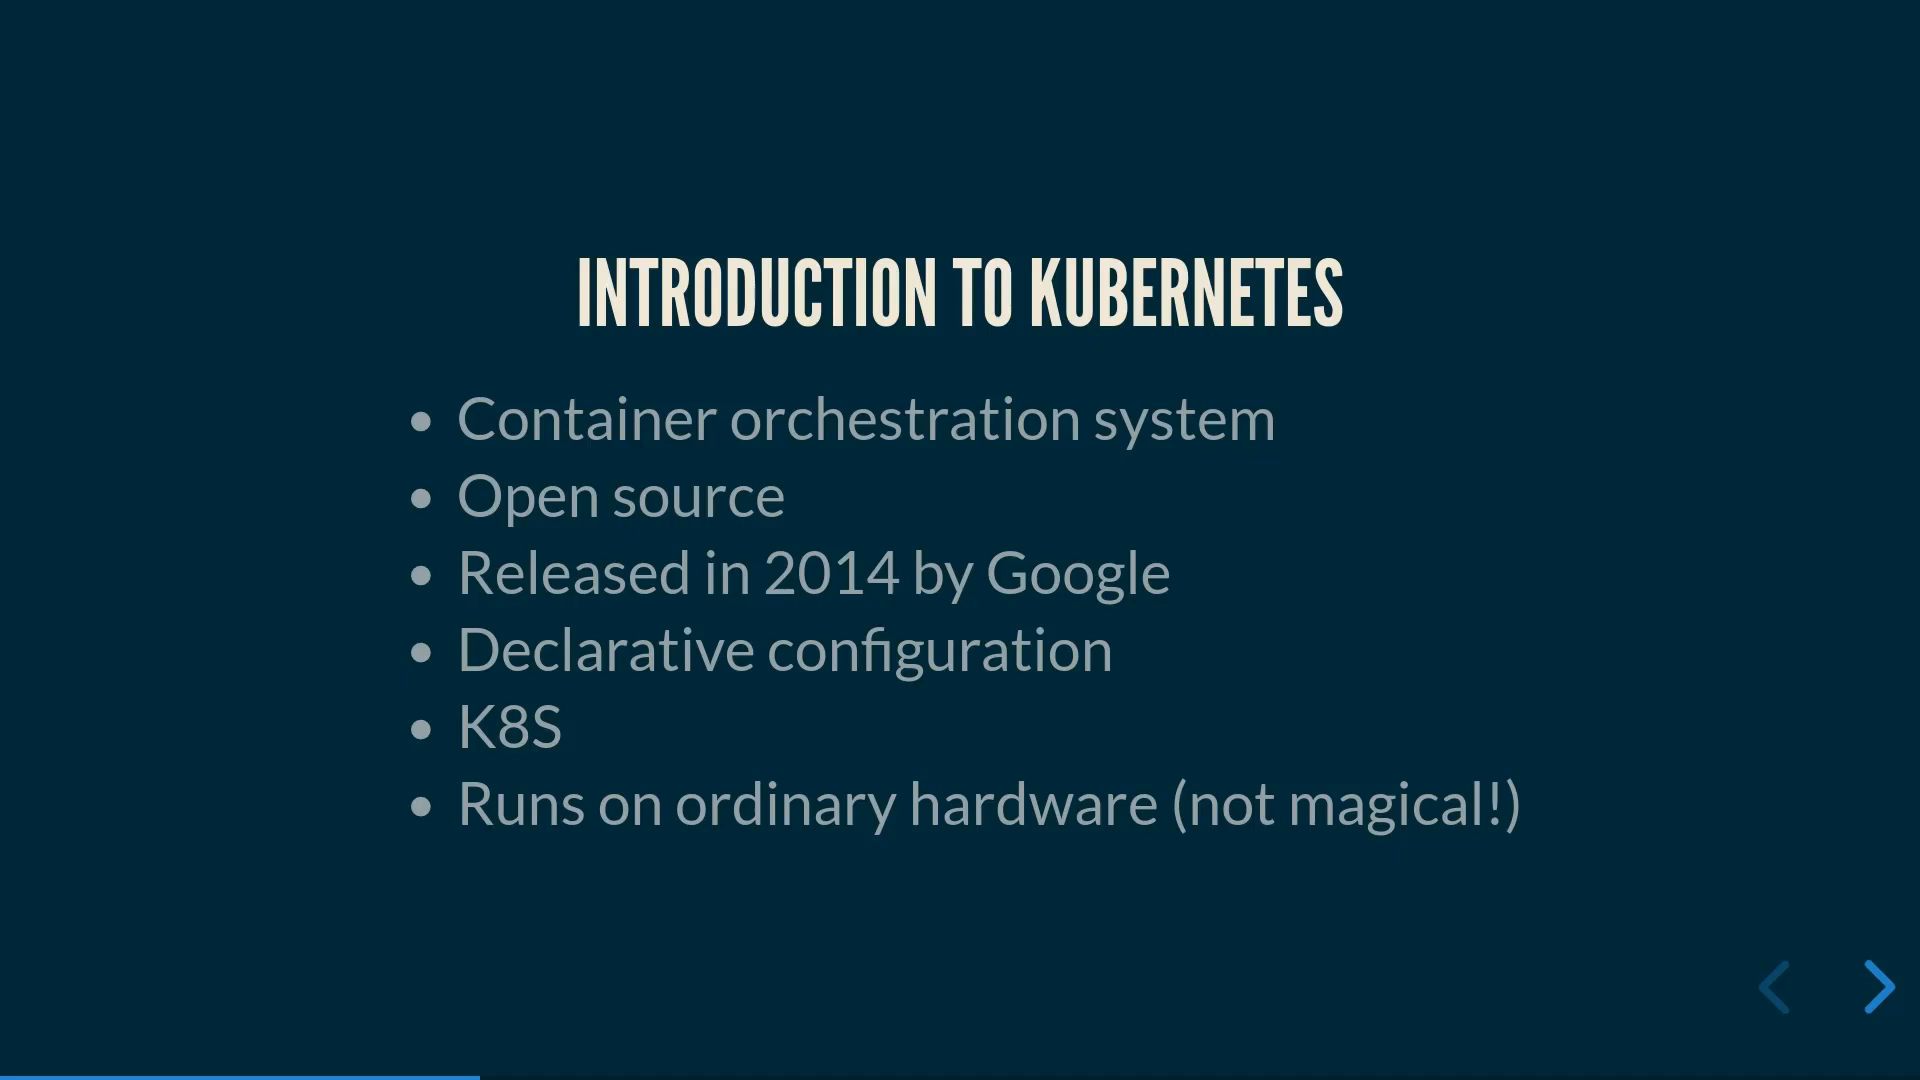 INTRODUCTION TO KUBERNETES
Container orchestration system
Open source
Released in 2014 by Google
Declarative configuration
K8S
Runs on ordinary hardware (not magical!)